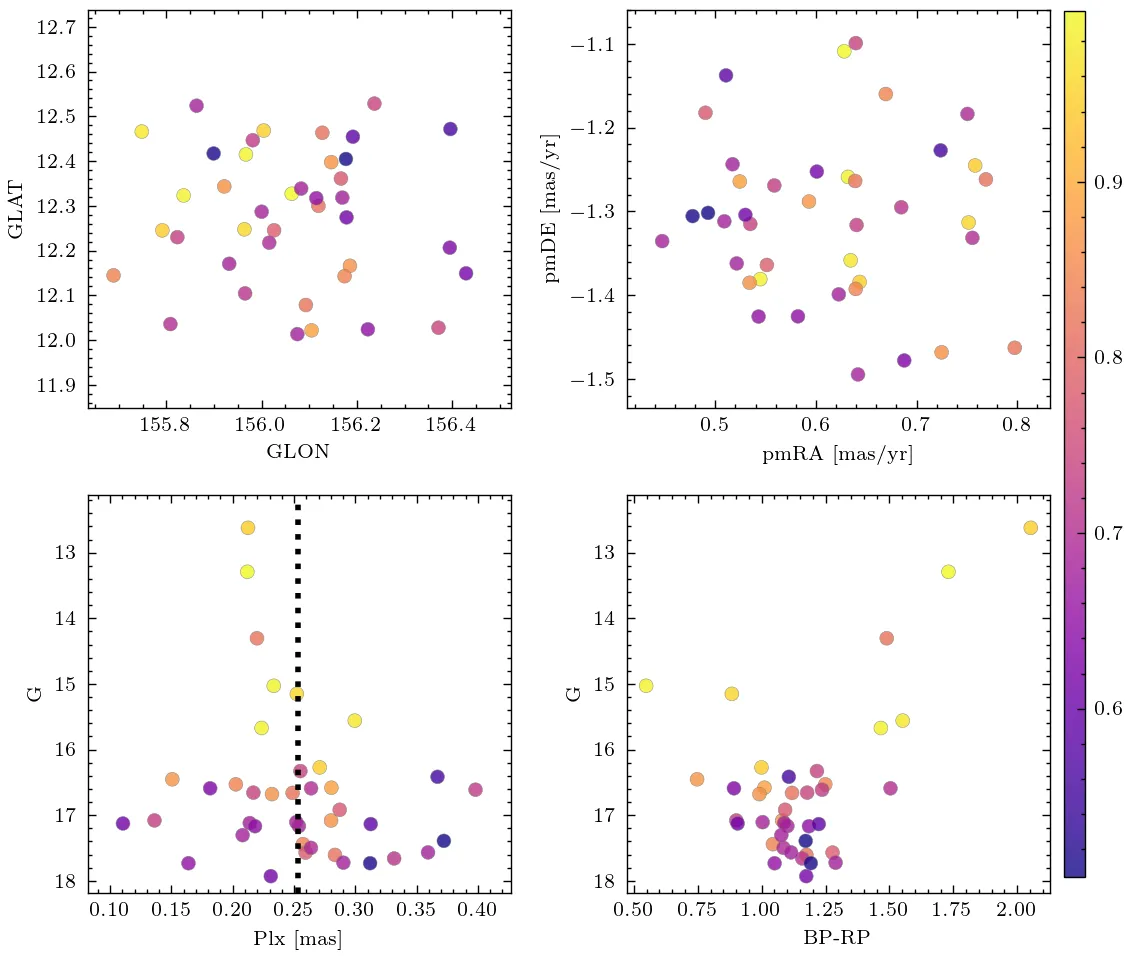 12.7
12.6
12.5
12.4
12.3
12.2
12.1
12.0
11.9
GLAT
155.8 156.0 156.2 156.4
GLON
−1.1
−1.2
−1.3
−1.4
−1.5
pmDE [mas/yr]
0.5 0.6 0.7 0.8
pmRA [mas/yr]
0.9
0.8
0.7
0.6
13
14
15
16
17
18
G
0.10 0.15 0.20 0.25 0.30 0.35 0.40
Plx [mas]
13
14
15
16
17
18
G
0.50 0.75 1.00 1.25 1.50 1.75 2.00
BP-RP